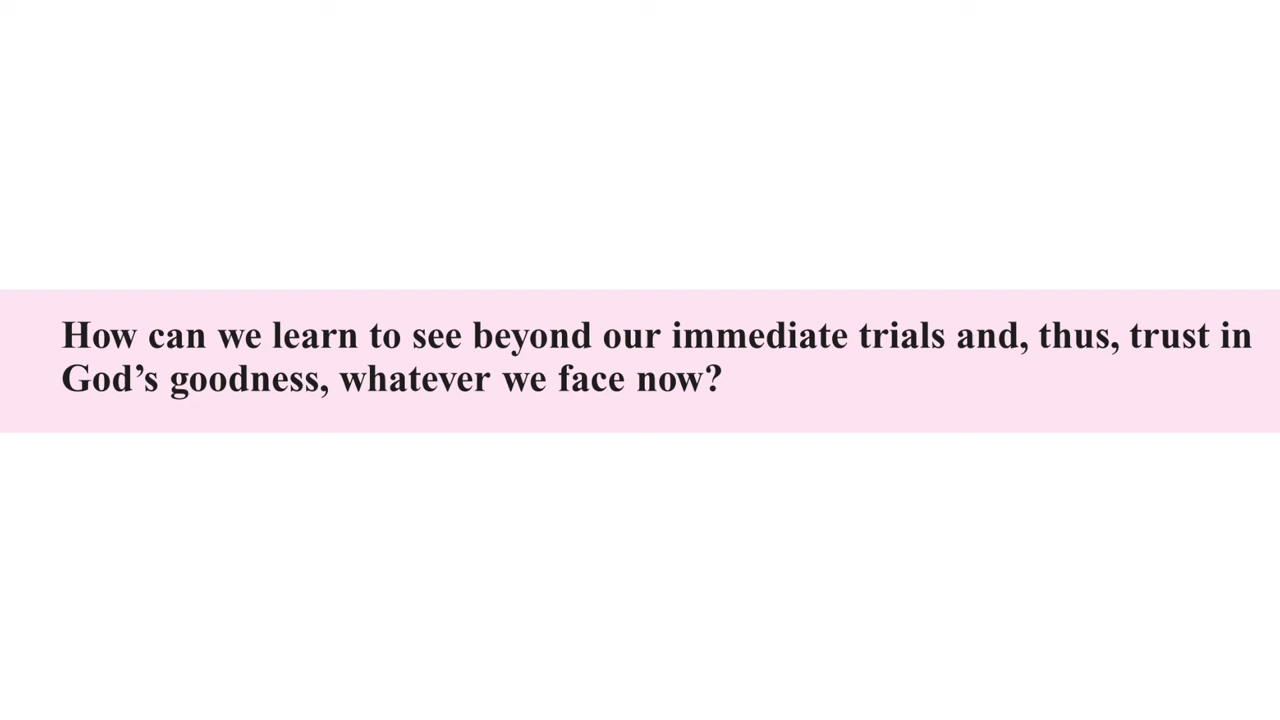 How can we learn to see beyond our immediate trials and, thus, trust in
God’s goodness, whatever we face now?